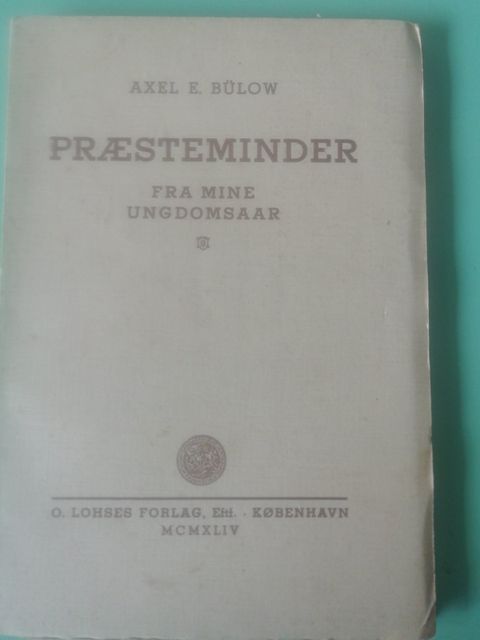 AXEL E. BÜLOW
PRÆSTEMINDER
FRA MINE
UNGDOMSAAR
O. LOHSES FORLAG, Eftf. · KØBENHAVN
MCMXLIV